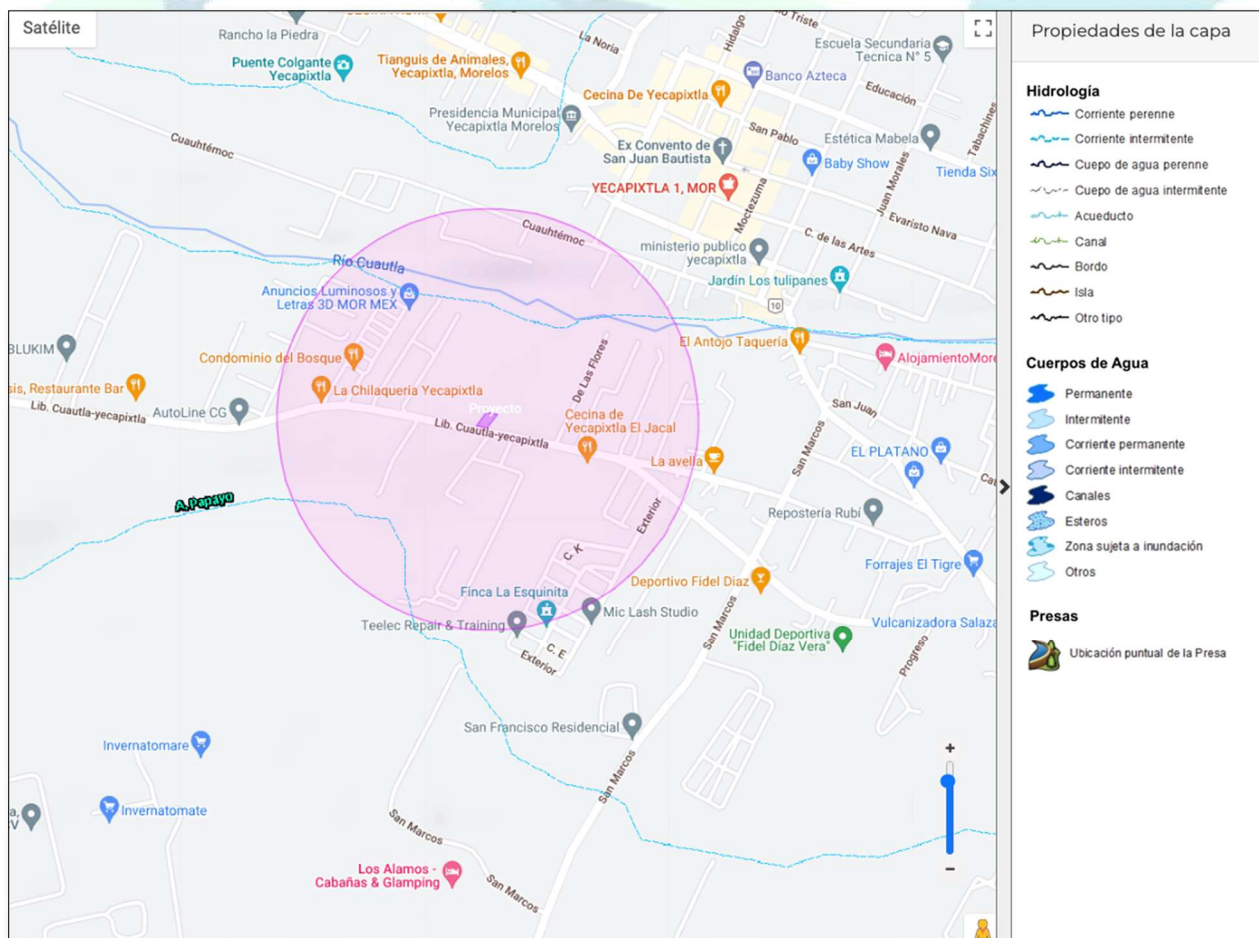 Satélite
Rancho la Piedra
Puente Colgante
Yecapixtla
Tianguis de Animales,
Yecapixtla, Morelos
La Noria
Hidalgo
Triste
Escuela Secundaria
Tecnica N° 5
Banco Azteca
Cecina De Yecapixtla
Educación
Presidencia Municipal
Yecapixtla Morelos
San Pablo
Estética Mabela
Tabachines
Cuauhtémoc
Ex Convento de
San Juan Bautista
Baby Show
Tienda Six
YECAPIXTLA 1, MOR
Moctezuma
Juan Morales
Evaristo Nava
Cuauhtémoc
C. de las Artes
ministerio publico
yecapixtla
Río Cuautla
Jardín Los tulipanes
Anuncios Luminosos y
Letras 3D MOR MEX
10
BLUKIM
Condominio del Bosque
De Las Flores
El Antojo Taquería
AlojamientoMore
sis, Restaurante Bar
La Chilaqueria Yecapixtla
Lib. Cuautla-yecapixtla
AutoLine CG
Proyecto
Lib. Cuautla-yecapixtla
Cecina de
Yecapixtla El Jacal
San Juan
La avella
San Marcos
EL PLATANO
A. Papayo
Exterior
Repostería Rubí
C. K
Forrajes El Tigre
Deportivo Fidel Diaz
Finca La Esquinita
Mic Lash Studio
Teelec Repair & Training
San Marcos
Unidad Deportiva
"Fidel Díaz Vera"
Vulcanizadora Salaza
C. E
Exterior
Progreso
San Francisco Residencial
Invernatomare
San Marcos
Invernatomate
San Marcos
Los Alamos -
Cabañas & Glamping
San Marcos
+
−
Propiedades de la capa
Hidrología
Corriente perenne
Corriente intermitente
Cuepo de agua perenne
Cuepo de agua intermitente
Acueducto
Canal
Bordo
Isla
Otro tipo
Cuerpos de Agua
Permanente
Intermitente
Corriente permanente
Corriente intermitente
Canales
Esteros
Zona sujeta a inundación
Otros
Presas
Ubicación puntual de la Presa